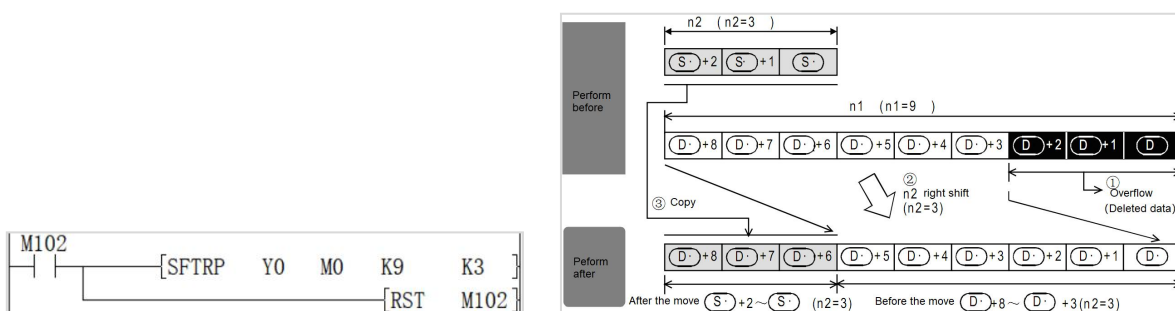 M102
SFTRP Y0 M0 K9 K3
RST M102
n2 (n2=3 )
S· +2 S· +1 S·
Perform
before
n1 (n1=9 )
D· +8 D· +7 D· +6 D· +5 D· +4 D· +3 D +2 D +1 D
①
Overflow
(Deleted data)
②
n2 right shift
(n2=3)
③ Copy
Peform
after
D· +8 D· +7 D· +6 D· +5 D· +4 D· +3 D· +2 D· +1 D·
After the move S· +2～ S· (n2=3) Before the move D· +8～ D· +3(n2=3)